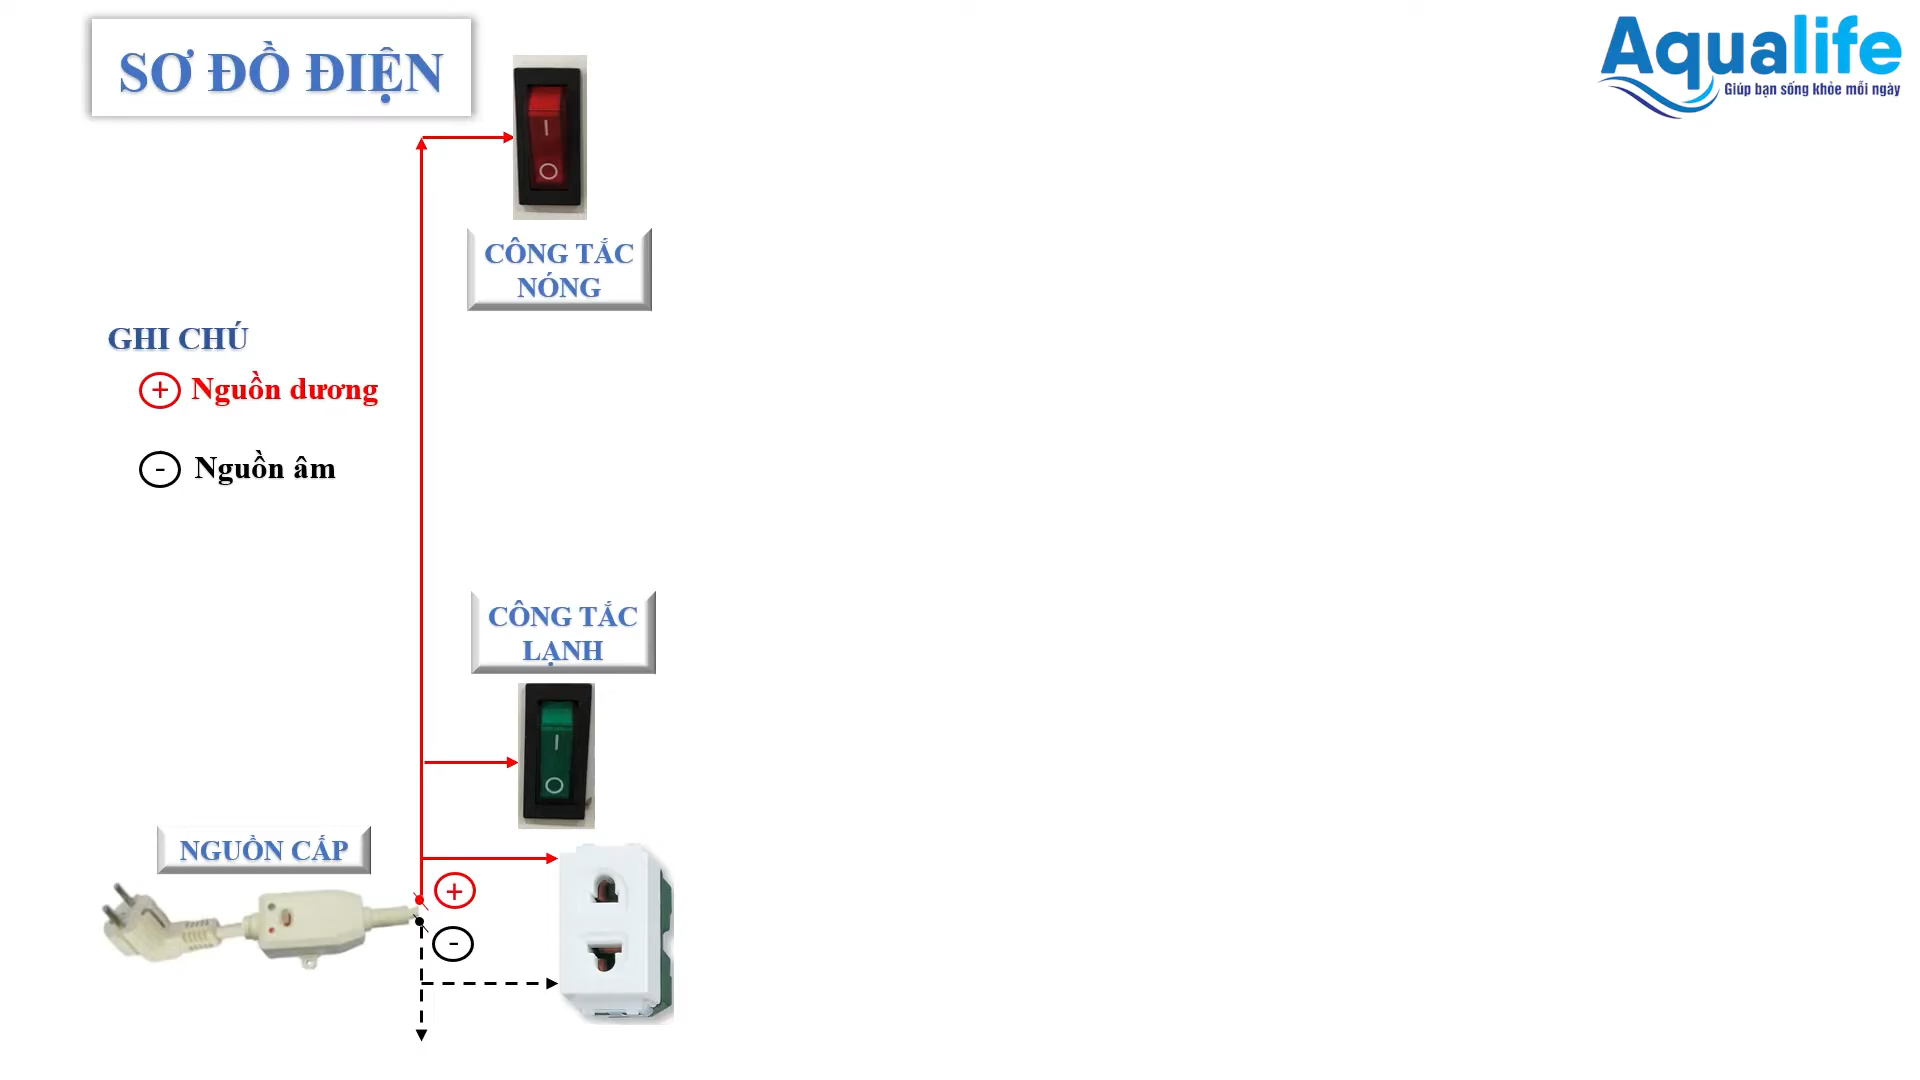 SƠ ĐỒ ĐIỆN
Aqualife
Giúp bạn sống khỏe mỗi ngày
CÔNG TẮC
NÓNG
GHI CHÚ
+ Nguồn dương
- Nguồn âm
CÔNG TẮC
LẠNH
NGUỒN CẤP
+
-